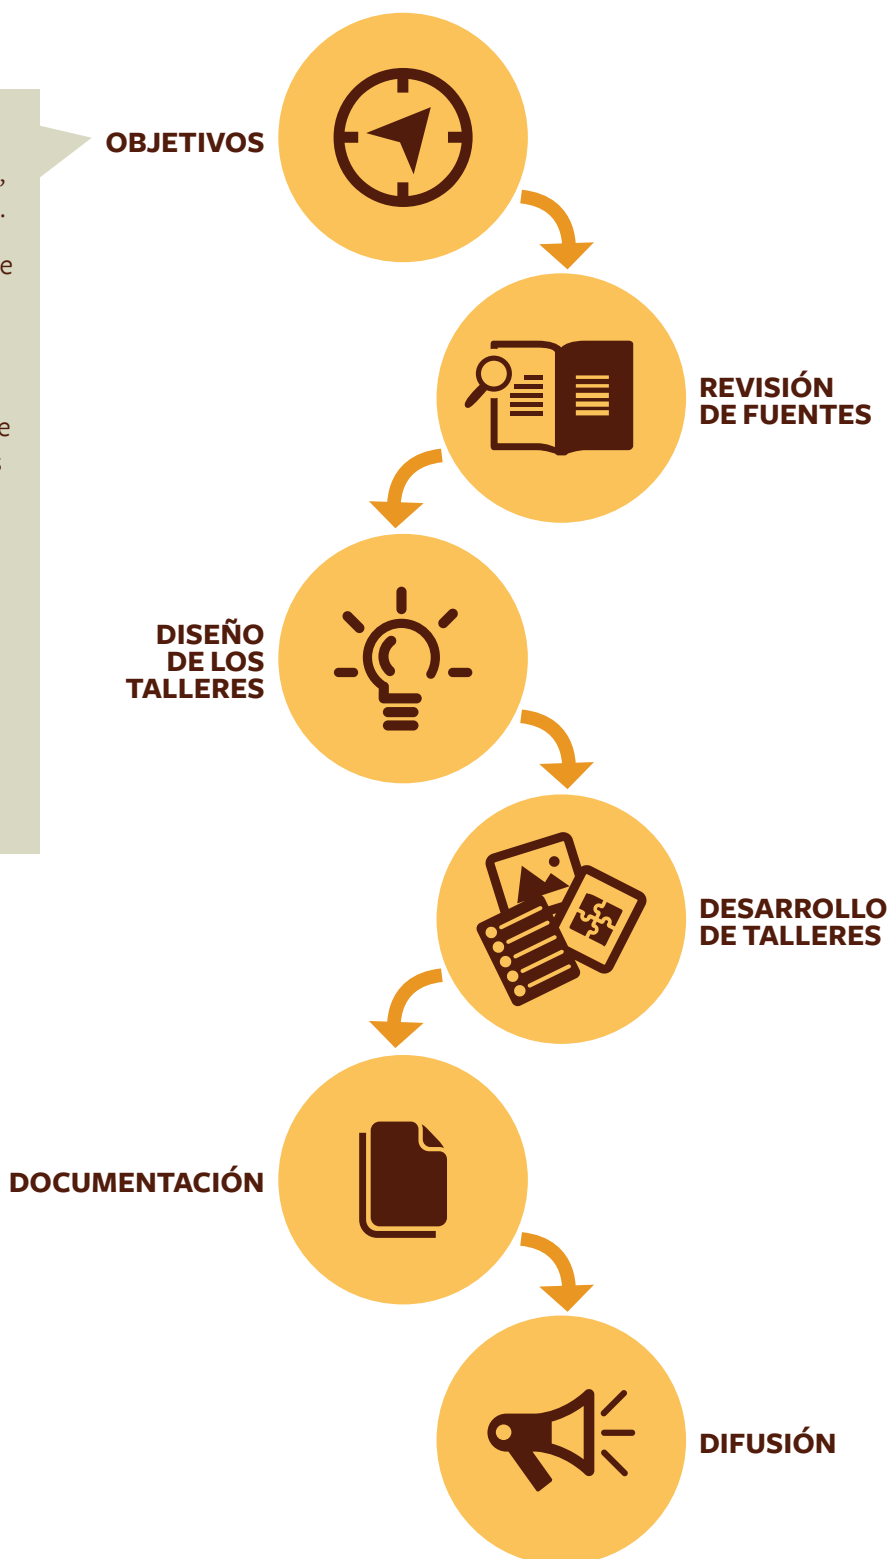 OBJETIVOS
,
.
e
REVISIÓN
DE FUENTES
e
s
DISEÑO
DE LOS
TALLERES
DESARROLLO
DE TALLERES
DOCUMENTACIÓN
DIFUSIÓN